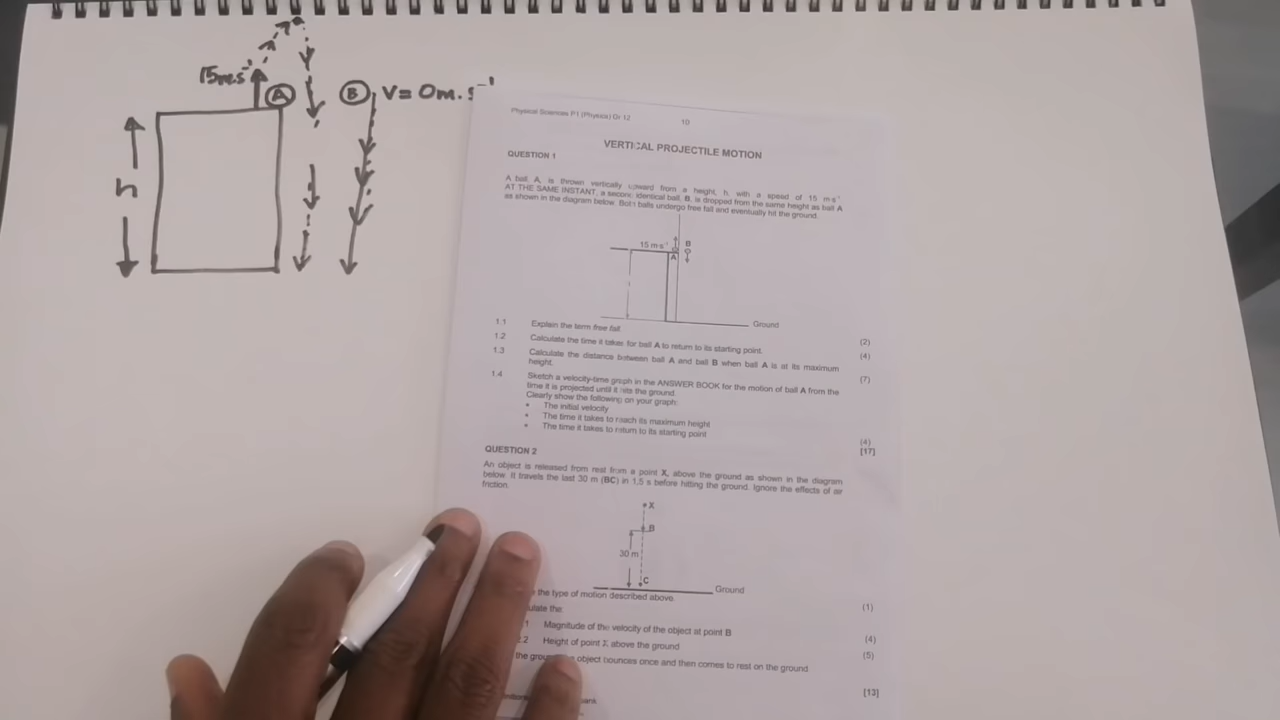 15ms⁻¹
A
B
V = 0m.s⁻¹
h
Physical Sciences P1 (Physics) Gr 12
10
VERTICAL PROJECTILE MOTION
QUESTION 1
A ball, A, is thrown vertically upward from a height, h, with a speed of 15 m·s⁻¹
AT THE SAME INSTANT, a second identical ball, B, is dropped from the same height as ball A
as shown in the diagram below. Both balls undergo free fall and eventually hit the ground.
15 m·s⁻¹
B
A
Ground
1.1 Explain the term free fall (2)
1.2 Calculate the time it takes for ball A to return to its starting point. (4)
1.3 Calculate the distance between ball A and ball B when ball A is at its maximum
height. (7)
1.4 Sketch a velocity-time graph in the ANSWER BOOK for the motion of ball A from the
time it is projected until it hits the ground.
Clearly show the following on your graph:
• The initial velocity
• The time it takes to reach its maximum height
• The time it takes to return to its starting point
(4)
[17]
QUESTION 2
An object is released from rest from a point X, above the ground as shown in the diagram
below. It travels the last 30 m (BC) in 1,5 s before hitting the ground. Ignore the effects of air
friction.
X
B
30 m
C
Ground
the type of motion described above. (1)
the:
1 Magnitude of the velocity of the object at point B (4)
2.2 Height of point X above the ground (5)
the object bounces once and then comes to rest on the ground
[13]